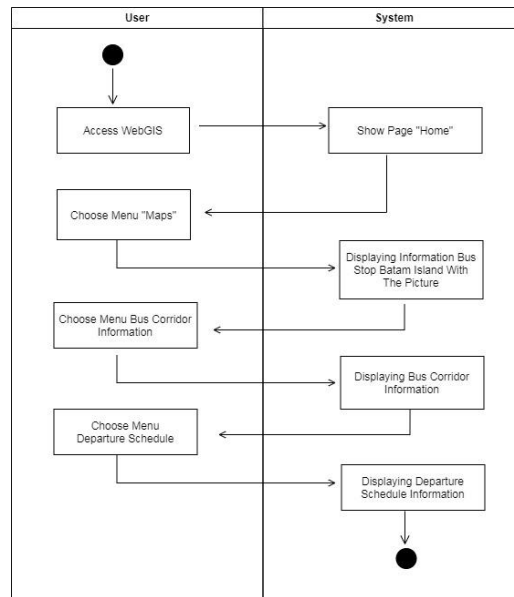 User
System
Access WebGIS
Show Page "Home"
Choose Menu "Maps"
Displaying Information Bus
Stop Batam Island With
The Picture
Choose Menu Bus Corridor
Information
Displaying Bus Corridor
Information
Choose Menu
Departure Schedule
Displaying Departure
Schedule Information